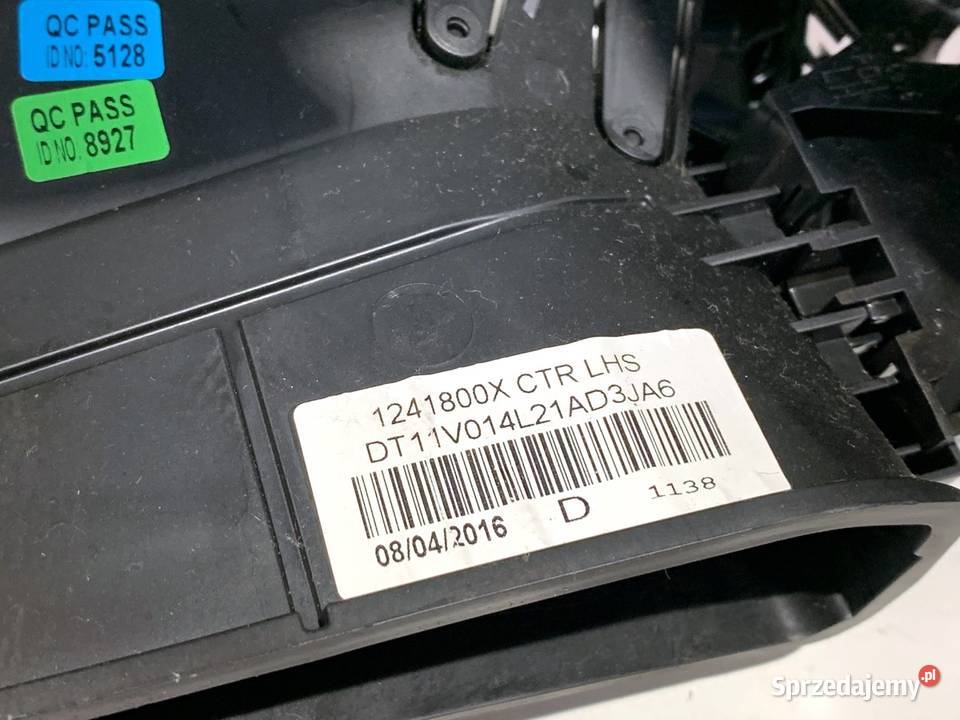 QC PASS
ID NO: 5128
QC PASS
ID NO. 8927
1241800X CTR LHS
DT11V014L21AD3JA6
08/04/2016
D
1138
Sprzedajemy.pl